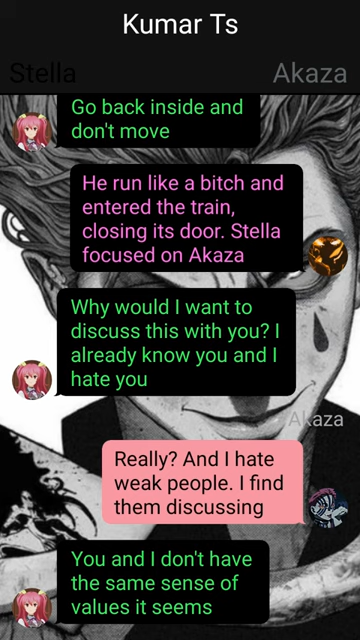 Kumar Ts
Stella
Akaza
Go back inside and
don't move
He run like a bitch and
entered the train,
closing its door. Stella
focused on Akaza
Why would I want to
discuss this with you? I
already know you and I
hate you
Akaza
Really? And I hate
weak people. I find
them discussing
You and I don't have
the same sense of
values it seems